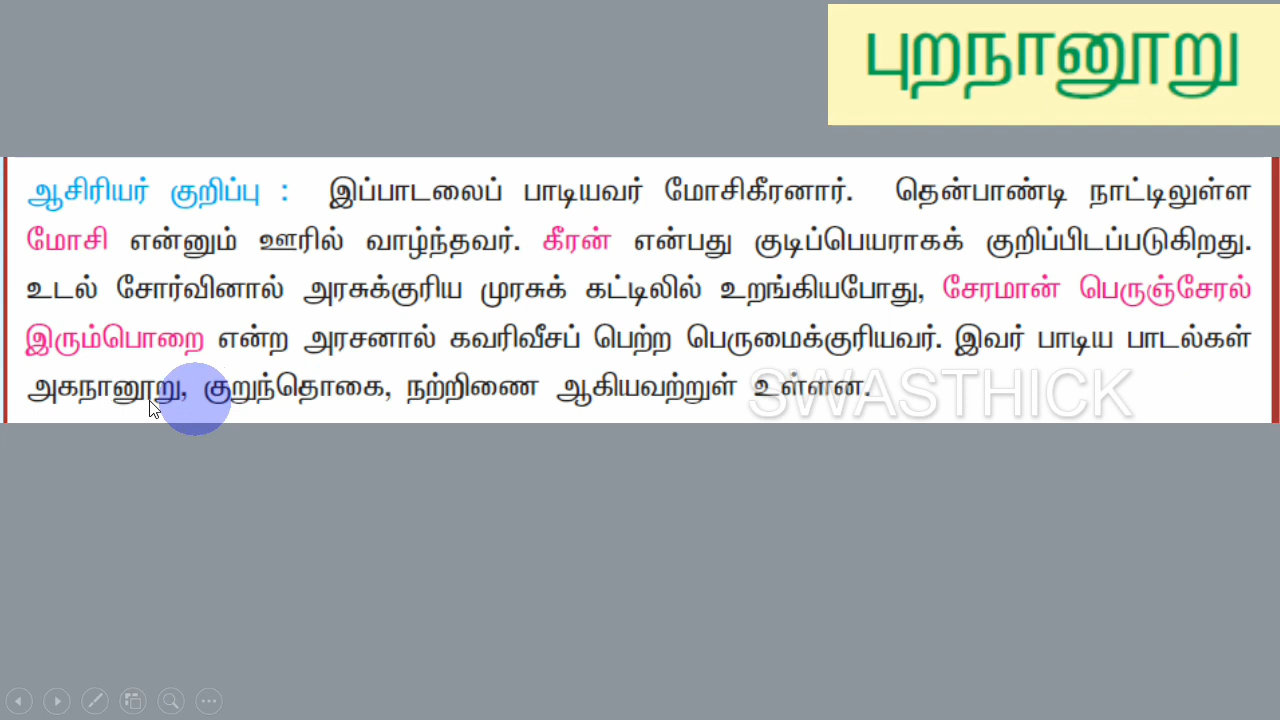 புறநானூறு
ஆசிரியர் குறிப்பு : இப்பாடலைப் பாடியவர் மோசிகீரனார். தென்பாண்டி நாட்டிலுள்ள
மோசி என்னும் ஊரில் வாழ்ந்தவர். கீரன் என்பது குடிப்பெயராகக் குறிப்பிடப்படுகிறது.
உடல் சோர்வினால் அரசுக்குரிய முரசுக் கட்டிலில் உறங்கியபோது, சேரமான் பெருஞ்சேரல்
இரும்பொறை என்ற அரசனால் கவரிவீசப் பெற்ற பெருமைக்குரியவர். இவர் பாடிய பாடல்கள்
அகநானூறு, குறுந்தொகை, நற்றிணை ஆகியவற்றுள் உள்ளன.
SWASTHICK